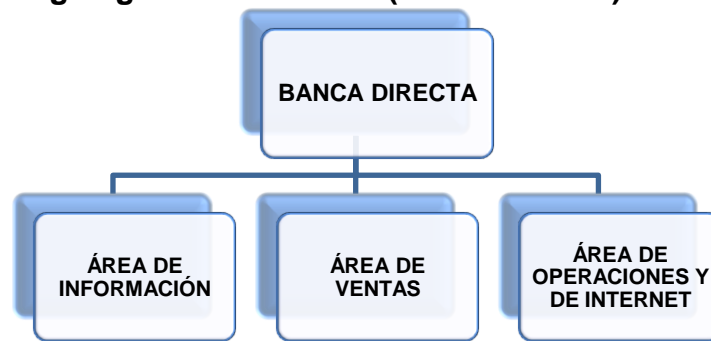 BANCA DIRECTA
ÁREA DE
INFORMACIÓN
ÁREA DE
VENTAS
ÁREA DE
OPERACIONES Y
DE INTERNET